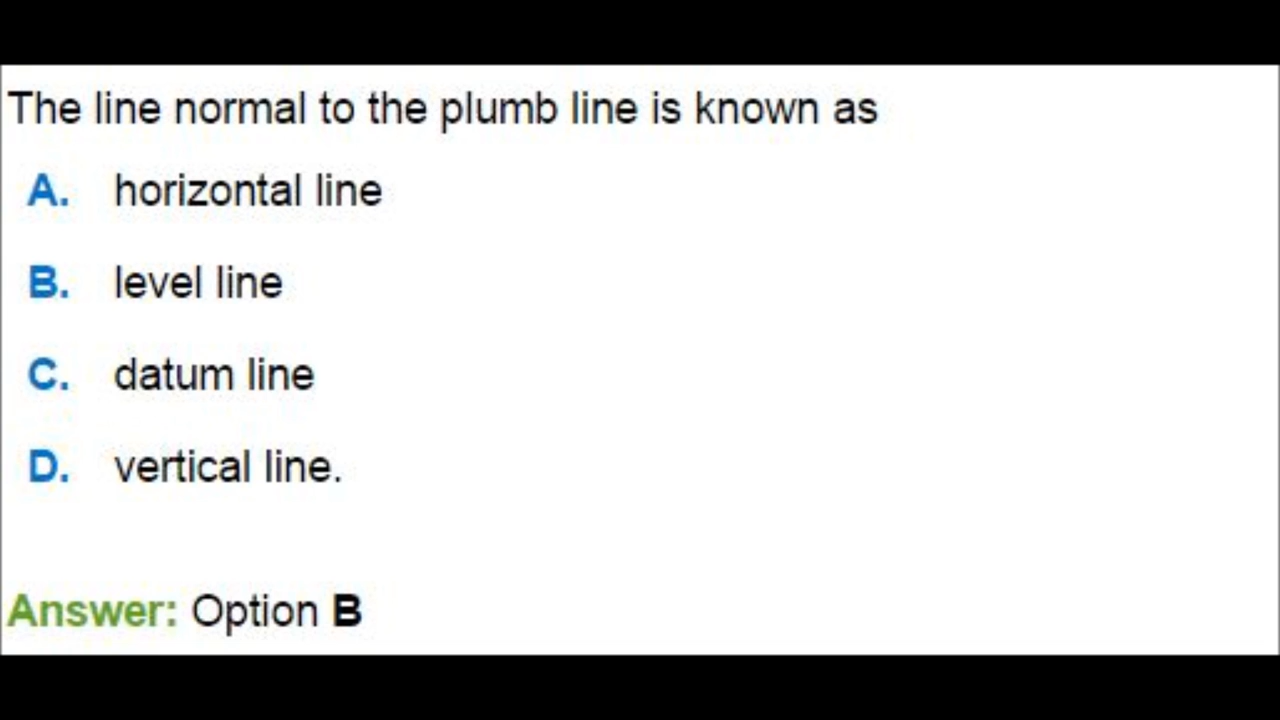 The line normal to the plumb line is known as
A. horizontal line
B. level line
C. datum line
D. vertical line.
Answer: Option B